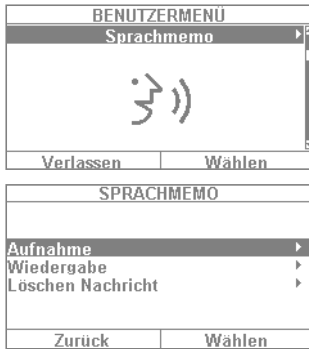 BENUTZERMENÜ
Sprachmemo
Verlassen Wählen
SPRACHMEMO
Aufnahme
Wiedergabe
Löschen Nachricht
Zurück Wählen